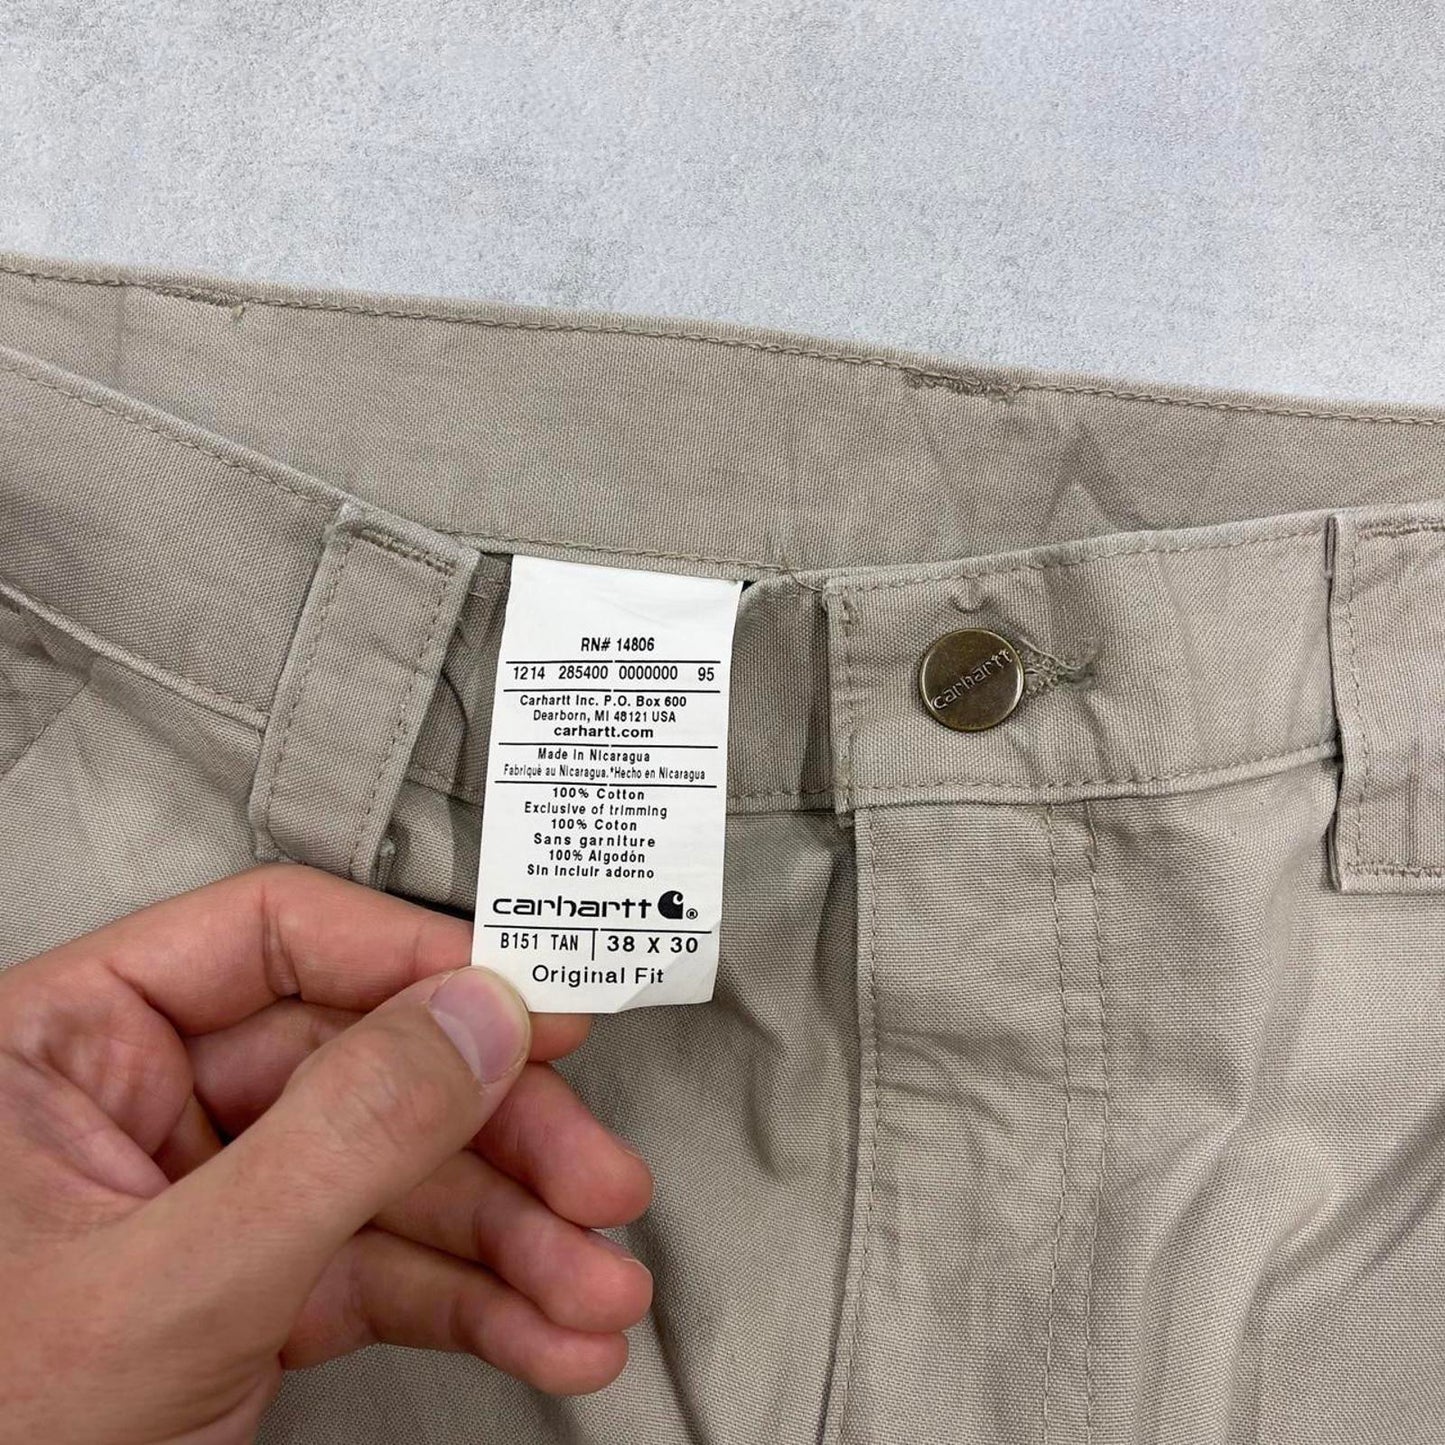 RN# 14806
1214 285400 0000000 95
Carhartt Inc. P.O. Box 600
Dearborn, MI 48121 USA
carhartt.com
Made in Nicaragua
Fabriquè au Nicaragua.*Hecho en Nicaragua
100% Cotton
Exclusive of trimming
100% Coton
Sans garniture
100% Algodón
Sin incluir adorno
carhartt ®
B151 TAN | 38 X 30
Original Fit
carhartt